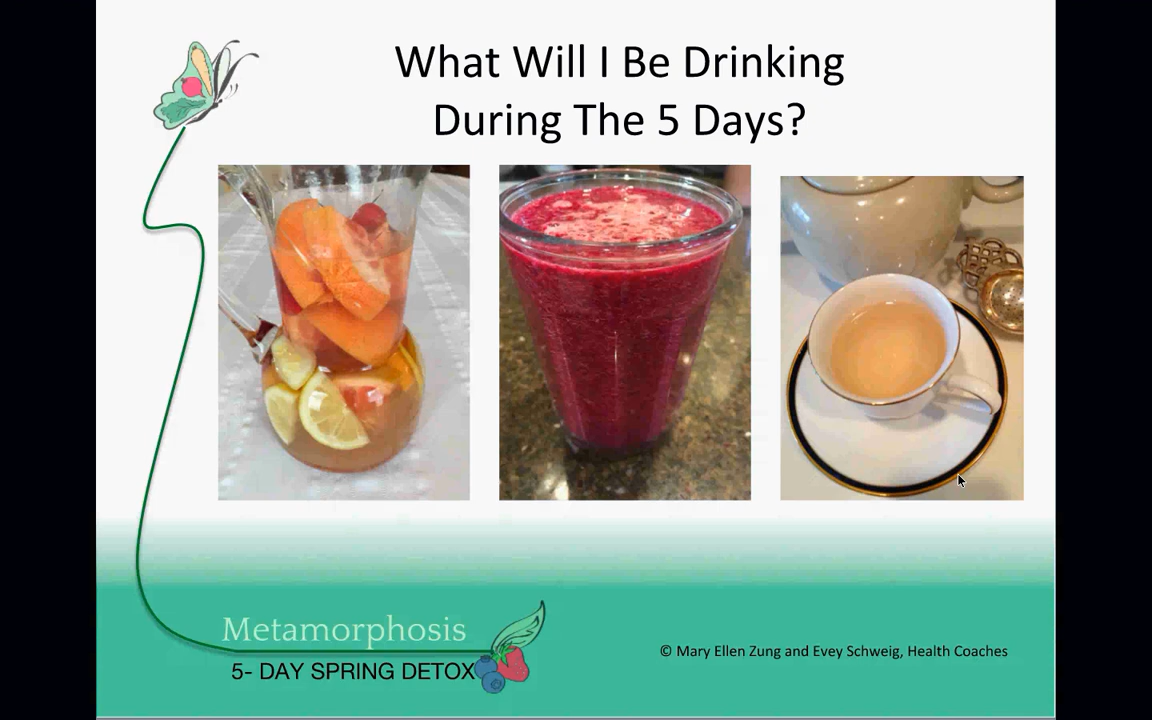 What Will I Be Drinking
During The 5 Days?
Metamorphosis
5- DAY SPRING DETOX
© Mary Ellen Zung and Evey Schweig, Health Coaches